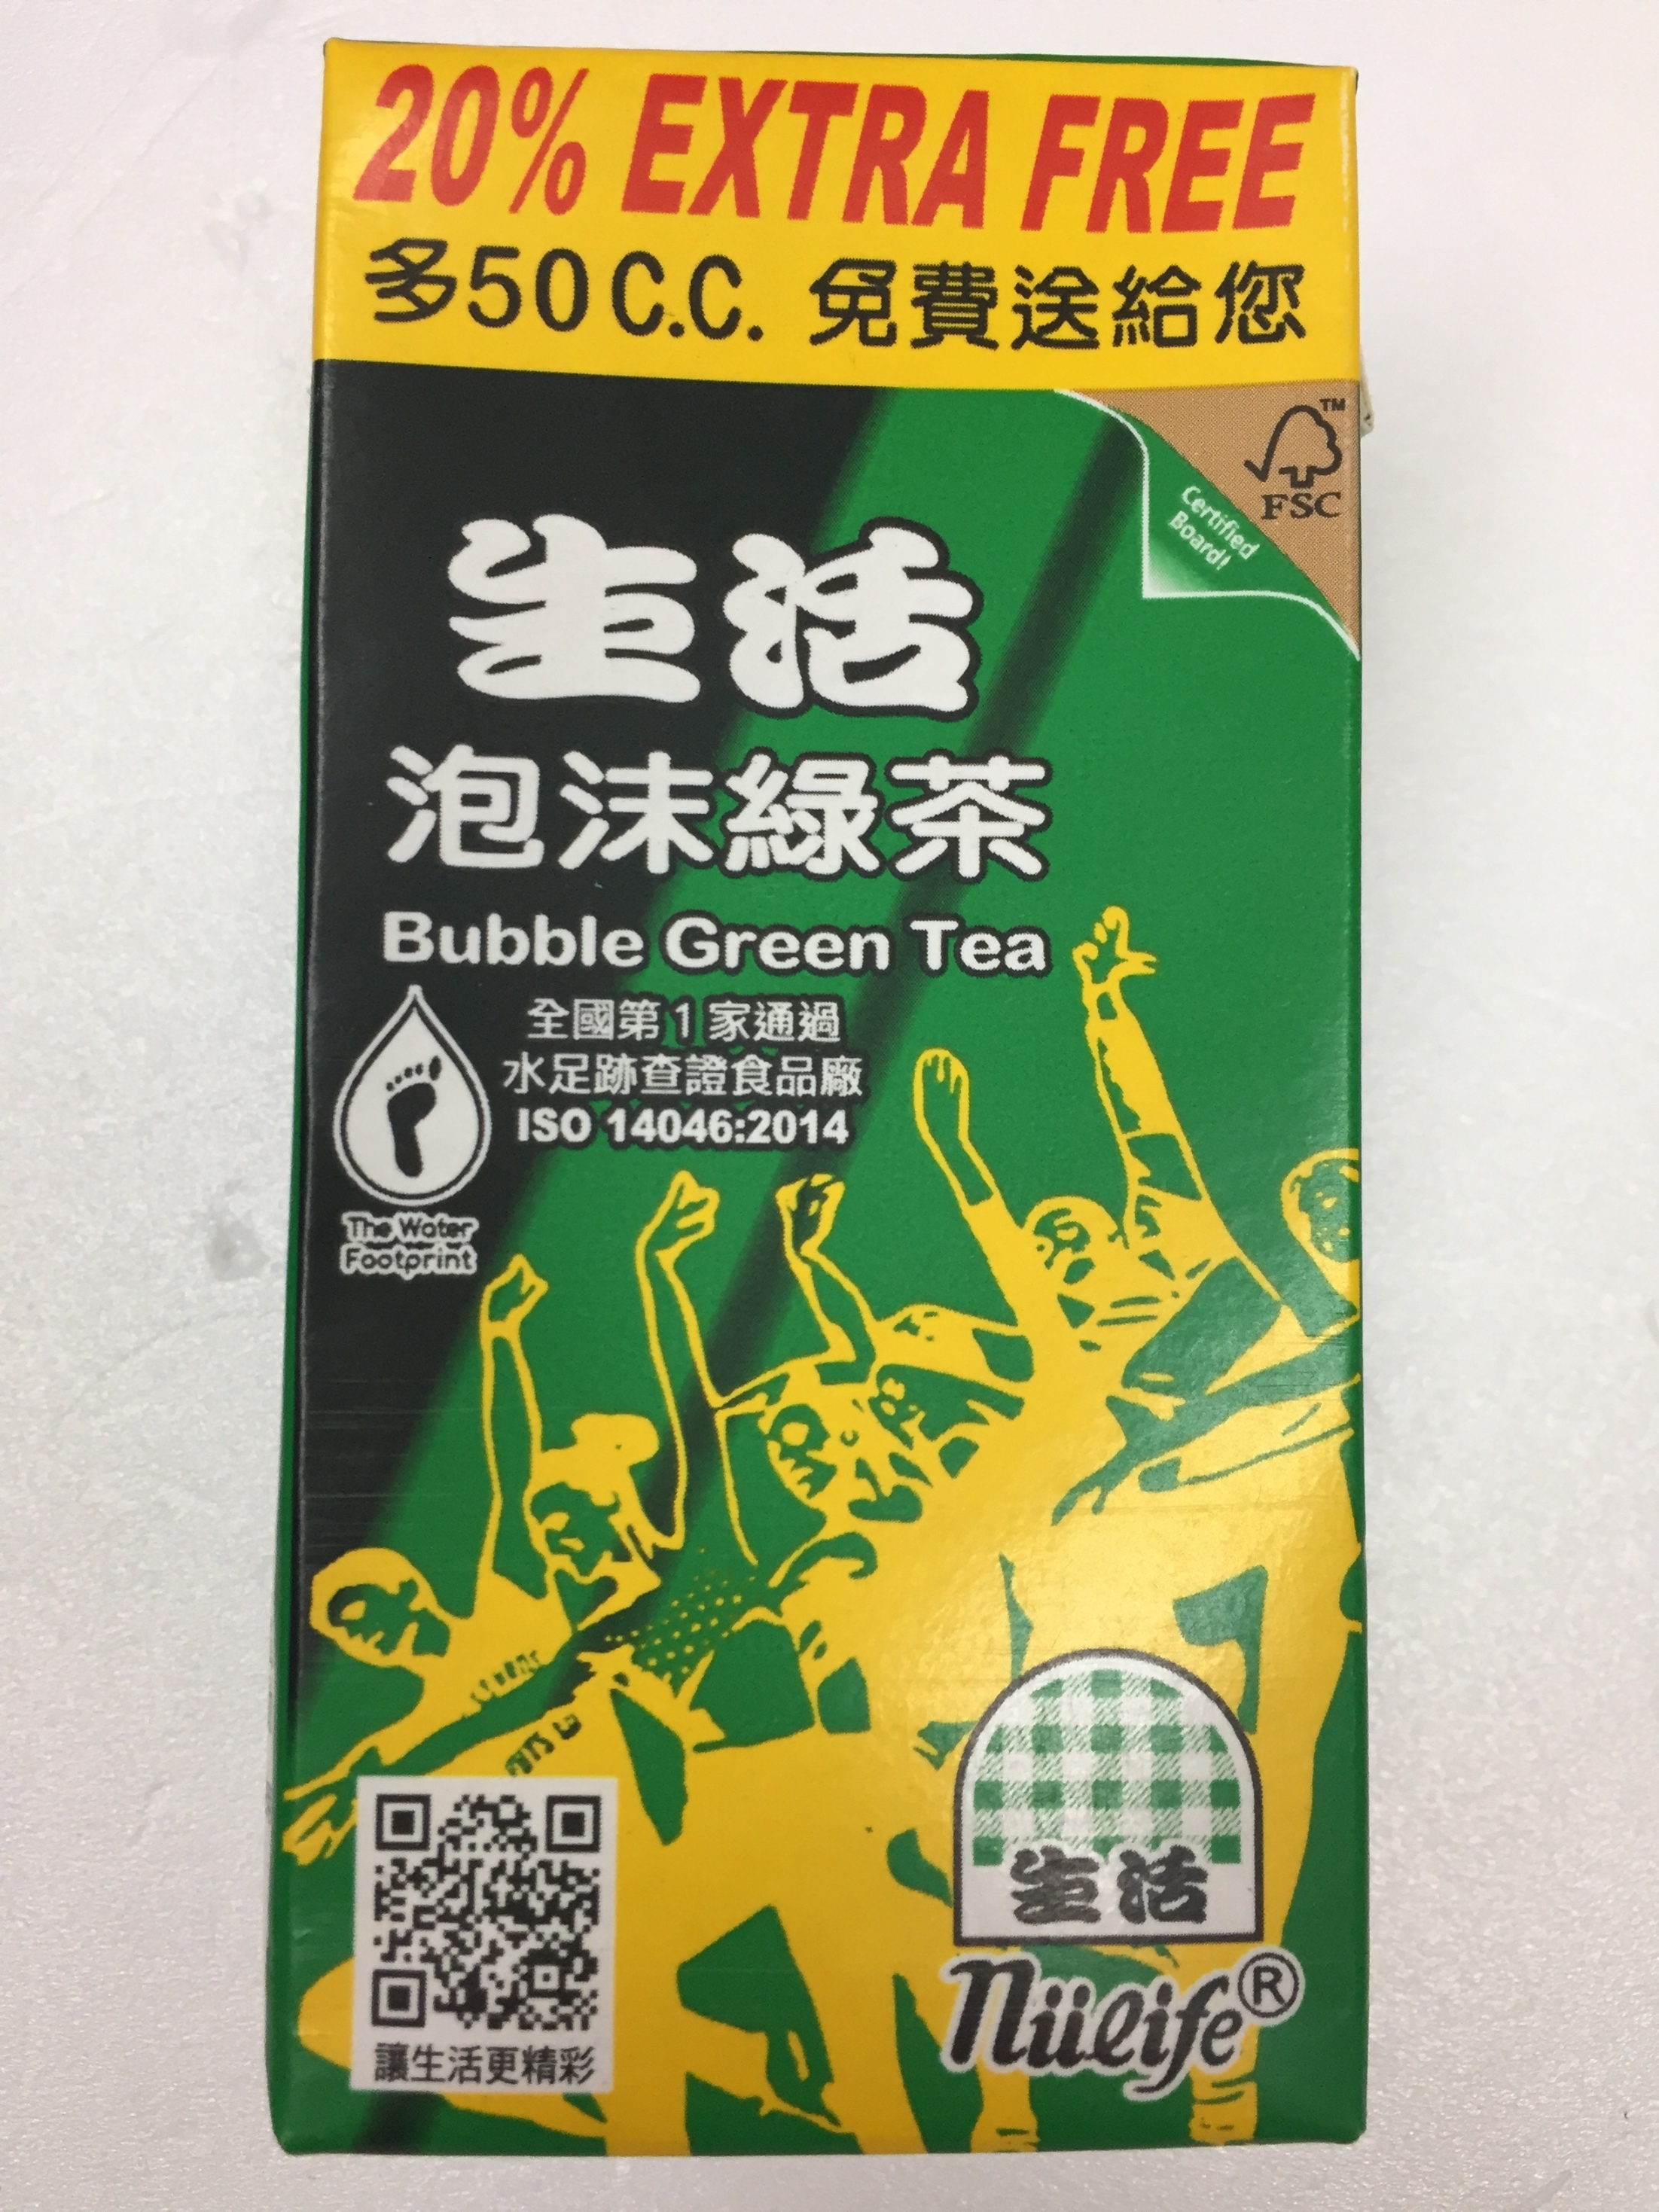 20% EXTRA FREE
多50C.C. 免費送給您
TM
FSC
Certified
Board!
生活
泡沫綠茶
Bubble Green Tea
全國第1家通過
水足跡查證食品廠
ISO 14046:2014
The Water
Footprint
生活
Nülife®
讓生活更精彩